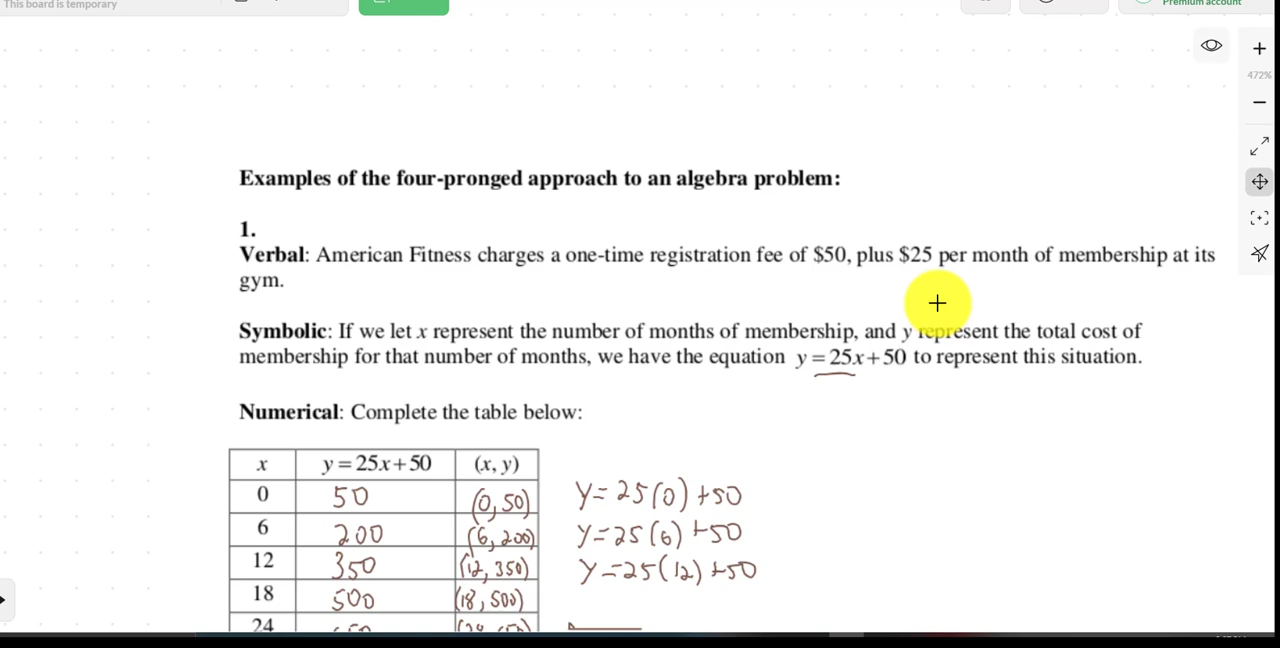 This board is temporary
Premium account
472%
Examples of the four-pronged approach to an algebra problem:
1.
Verbal: American Fitness charges a one-time registration fee of $50, plus $25 per month of membership at its
gym.
Symbolic: If we let x represent the number of months of membership, and y represent the total cost of
membership for that number of months, we have the equation y = 25x + 50 to represent this situation.
Numerical: Complete the table below:
x y = 25x + 50 (x, y)
0 50 (0, 50) y = 25(0) + 50
6 200 (6, 200) y = 25(6) + 50
12 350 (12, 350) y = 25(12) + 50
18 500 (18, 500)
24